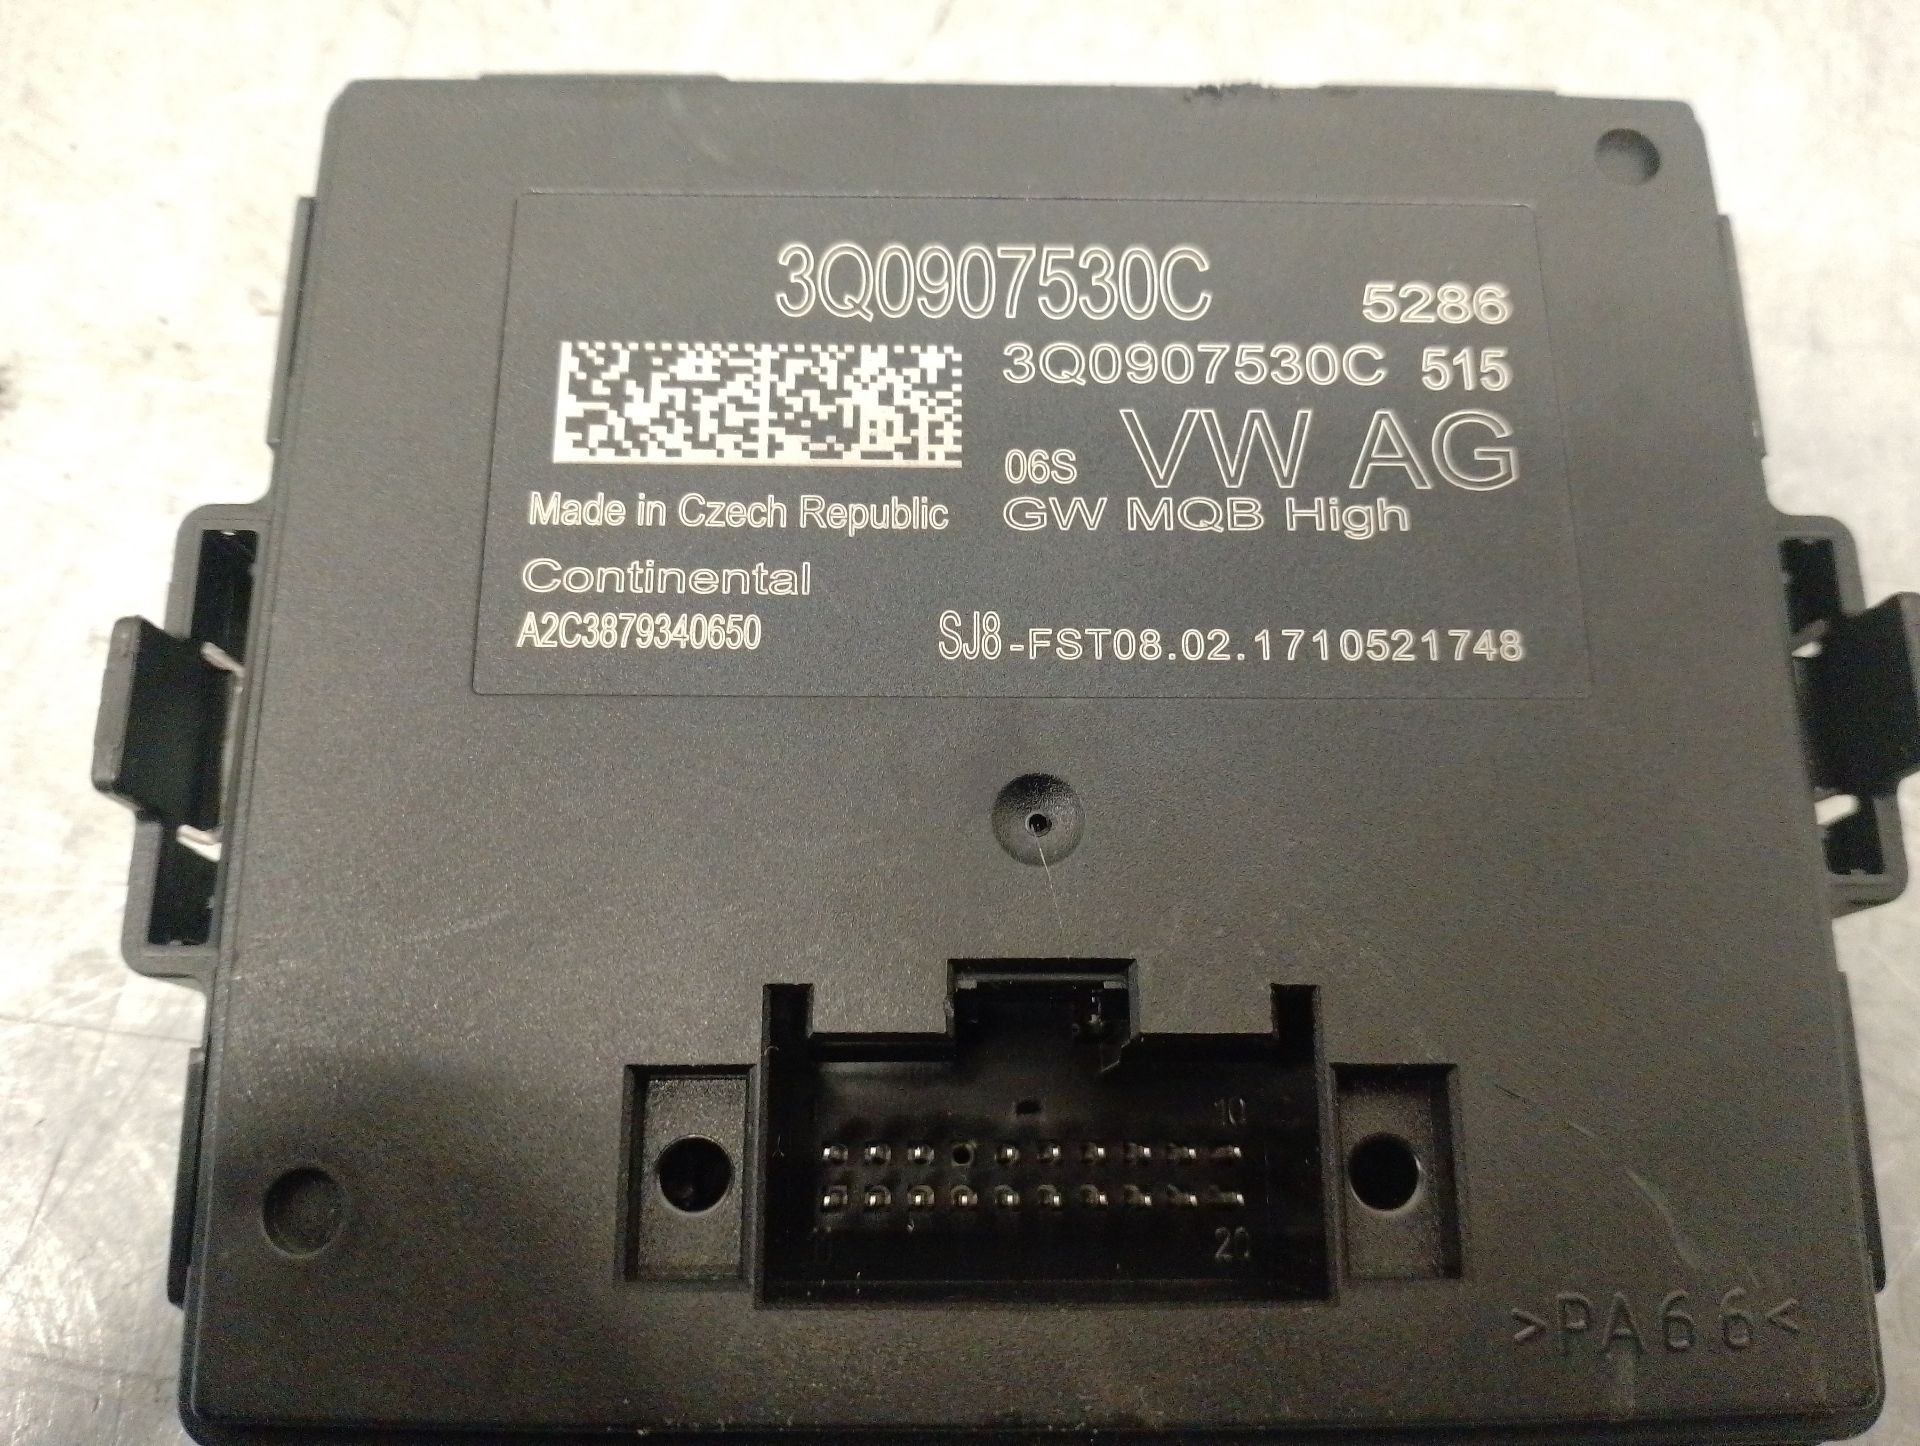 3Q0907530C
5286
3Q0907530C 515
06S VW AG
Made in Czech Republic
GW MQB High
Continental
A2C3879340650
SJ8-FST08.02.1710521748
10
20
>PA66<